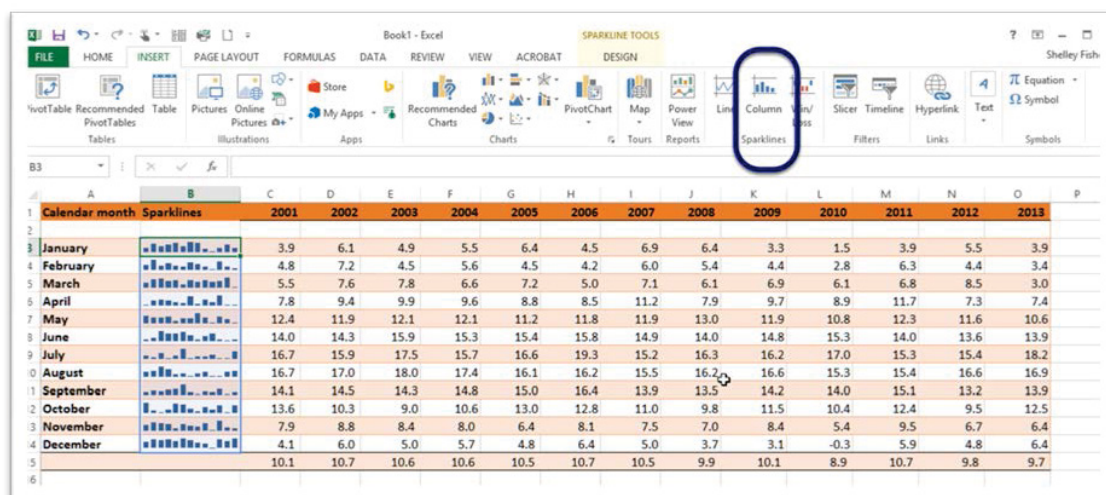 Book1 - Excel
SPARKLINE TOOLS
?
FILE HOME INSERT PAGE LAYOUT FORMULAS DATA REVIEW VIEW ACROBAT DESIGN
Shelley Fish
Store
Equation
Symbol
My Apps
PivotTable Recommended Table Pictures Online Recommended PivotChart Map Power Line Column Win/ Slicer Timeline Hyperlink Text
PivotTables Pictures Charts View Loss
Tables Illustrations Apps Charts Tours Reports Sparklines Filters Links Symbols
B3 fx
A B C D E F G H I J K L M N O P
1 Calendar month Sparklines 2001 2002 2003 2004 2005 2006 2007 2008 2009 2010 2011 2012 2013
2
3 January 3.9 6.1 4.9 5.5 6.4 4.5 6.9 6.4 3.3 1.5 3.9 5.5 3.9
4 February 4.8 7.2 4.5 5.6 4.5 4.2 6.0 5.4 4.4 2.8 6.3 4.4 3.4
5 March 5.5 7.6 7.8 6.6 7.2 5.0 7.1 6.1 6.9 6.1 6.8 8.5 3.0
6 April 7.8 9.4 9.9 9.6 8.8 8.5 11.2 7.9 9.7 8.9 11.7 7.3 7.4
7 May 12.4 11.9 12.1 12.1 11.2 11.8 11.9 13.0 11.9 10.8 12.3 11.6 10.6
June 14.0 14.3 15.9 15.3 15.4 15.8 14.9 14.0 14.8 15.3 14.0 13.6 13.9
9 July 16.7 15.9 17.5 15.7 16.6 19.3 15.2 16.3 16.2 17.0 15.3 15.4 18.2
0 August 16.7 17.0 18.0 17.4 16.1 16.2 15.5 16.2 16.6 15.3 15.4 16.6 16.9
1 September 14.1 14.5 14.3 14.8 15.0 16.4 13.9 13.5 14.2 14.0 15.1 13.2 13.9
2 October 13.6 10.3 9.0 10.6 13.0 12.8 11.0 9.8 11.5 10.4 12.4 9.5 12.5
3 November 7.9 8.8 8.4 8.0 6.4 8.1 7.5 7.0 8.4 5.4 9.5 6.7 6.4
4 December 4.1 6.0 5.0 5.7 4.8 6.4 5.0 3.7 3.1 -0.3 5.9 4.8 6.4
5 10.1 10.7 10.6 10.6 10.5 10.7 10.5 9.9 10.1 8.9 10.7 9.8 9.7
6